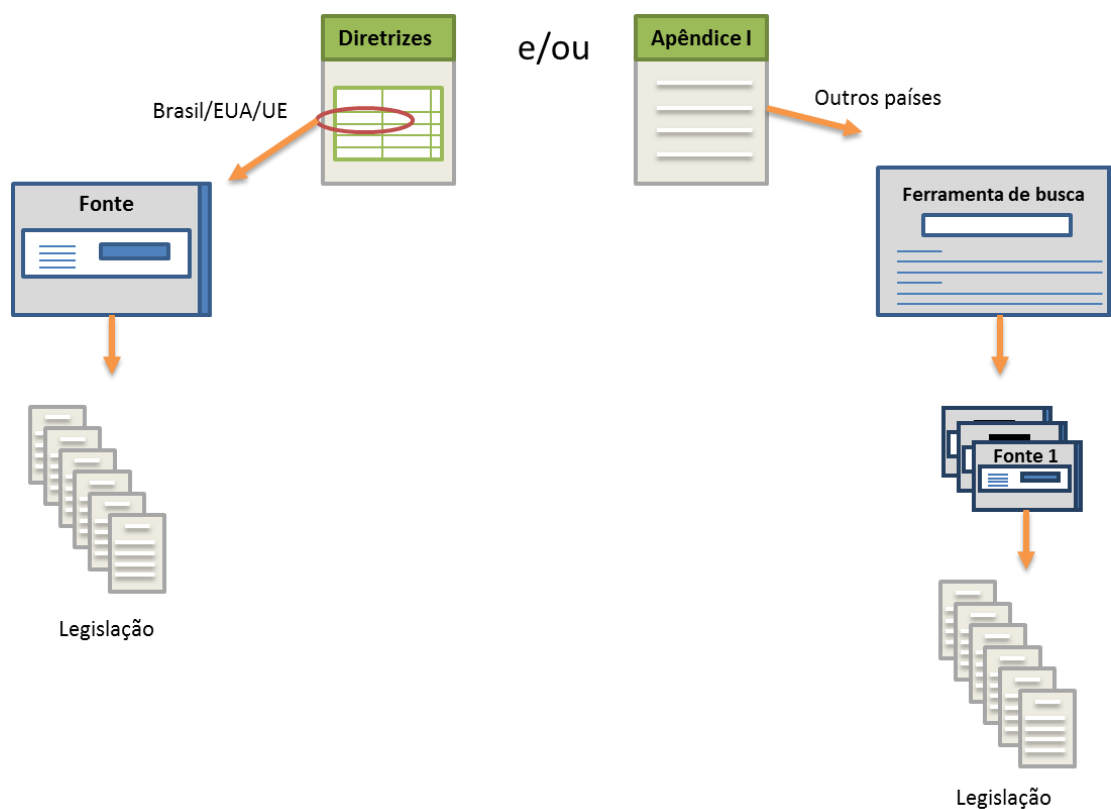 Diretrizes
e/ou
Apêndice I
Brasil/EUA/UE
Outros países
Fonte
Ferramenta de busca
Fonte 1
Legislação
Legislação